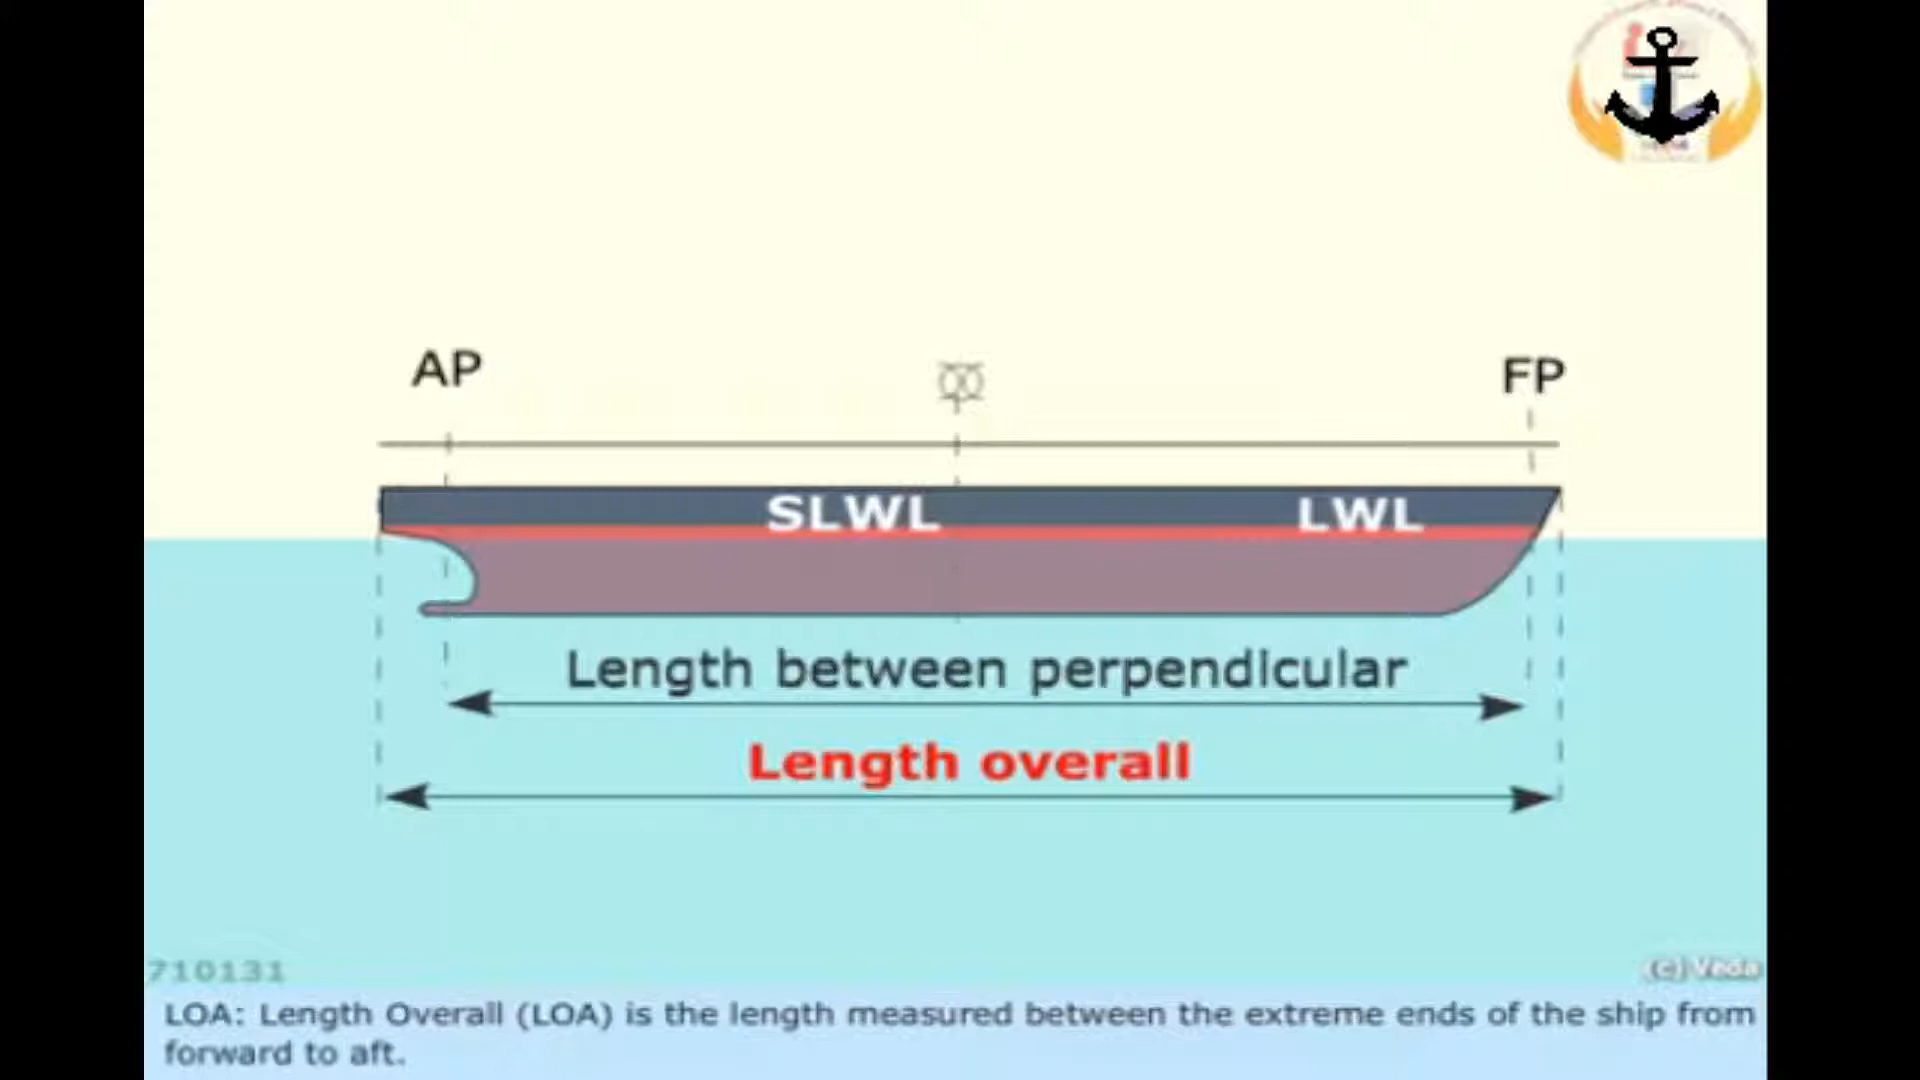 AP
FP
SLWL
LWL
Length between perpendicular
Length overall
710131
(c) Veda
LOA: Length Overall (LOA) is the length measured between the extreme ends of the ship from
forward to aft.